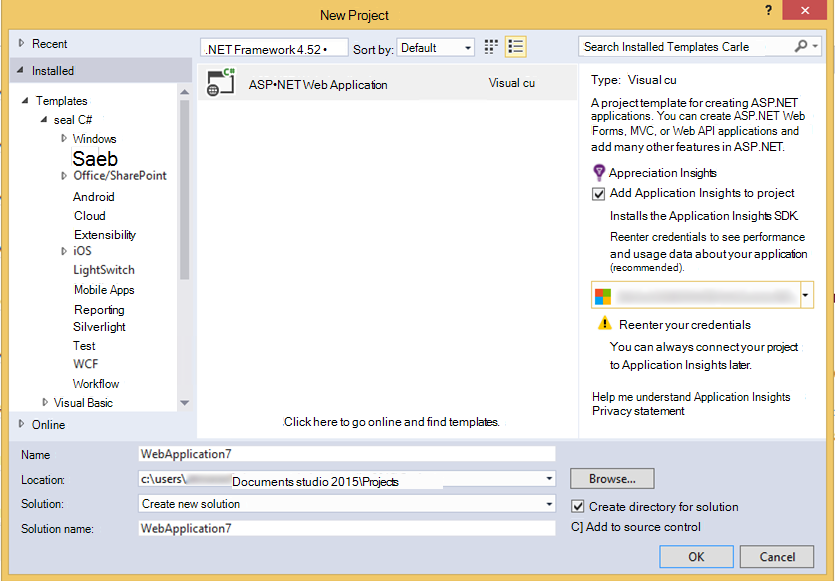 New Project
?
Recent
Installed
Templates
seal C#
Windows
Saeb
Office/SharePoint
Android
Cloud
Extensibility
iOS
LightSwitch
Mobile Apps
Reporting
Silverlight
Test
WCF
Workflow
Visual Basic
Online
.NET Framework 4.52 •
Sort by: Default
C#
ASP•NET Web Application
Visual cu
Click here to go online and find templates.
Search Installed Templates Carle
Type: Visual cu
A project template for creating ASP.NET
applications. You can create ASP.NET Web
Forms, MVC, or Web API applications and
add many other features in ASP.NET.
Appreciation Insights
Add Application Insights to project
Installs the Application Insights SDK.
Reenter credentials to see performance
and usage data about your application
(recommended).
Reenter your credentials
You can always connect your project
to Application Insights later.
Help me understand Application Insights
Privacy statement
Name
WebApplication7
Location:
c:\users\
Documents studio 2015\Projects
Browse...
Solution:
Create new solution
Create directory for solution
Solution name:
WebApplication7
C] Add to source control
OK
Cancel